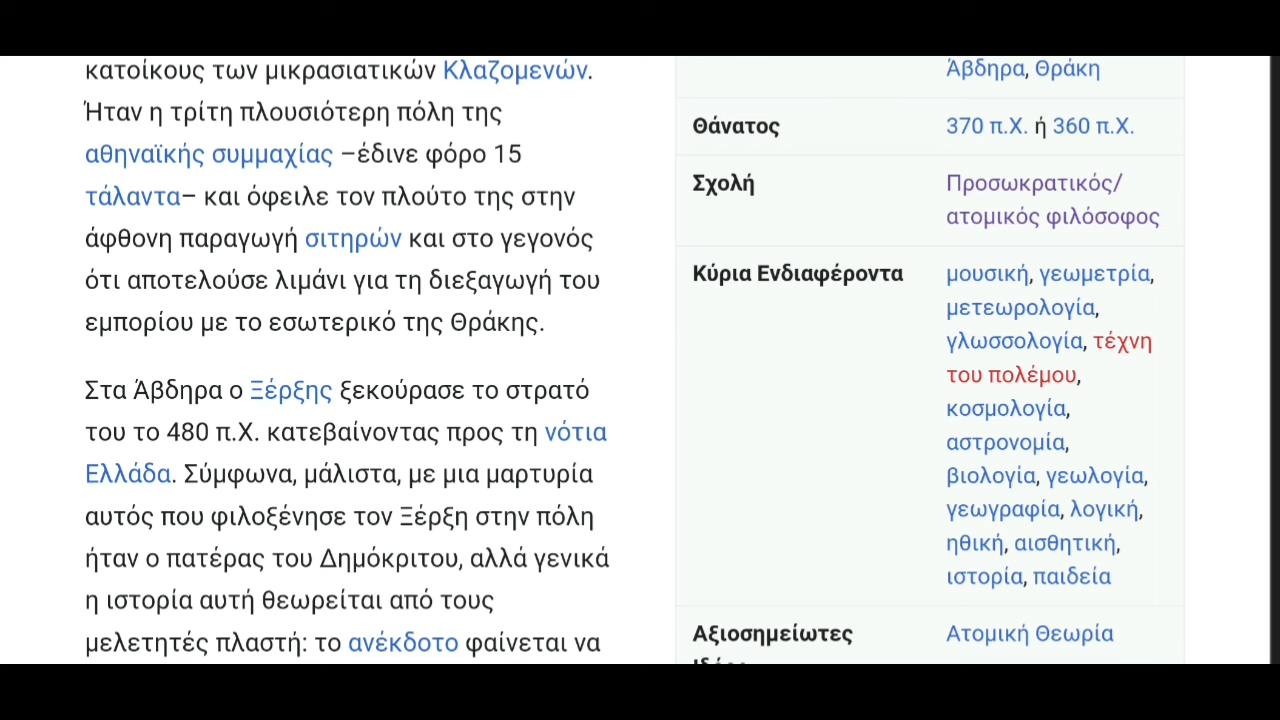 κατοίκους των μικρασιατικών Κλαζομενών.
Ήταν η τρίτη πλουσιότερη πόλη της
αθηναϊκής συμμαχίας –έδινε φόρο 15
τάλαντα– και όφειλε τον πλούτο της στην
άφθονη παραγωγή σιτηρών και στο γεγονός
ότι αποτελούσε λιμάνι για τη διεξαγωγή του
εμπορίου με το εσωτερικό της Θράκης.
Στα Άβδηρα ο Ξέρξης ξεκούρασε το στρατό
του το 480 π.Χ. κατεβαίνοντας προς τη νότια
Ελλάδα. Σύμφωνα, μάλιστα, με μια μαρτυρία
αυτός που φιλοξένησε τον Ξέρξη στην πόλη
ήταν ο πατέρας του Δημόκριτου, αλλά γενικά
η ιστορία αυτή θεωρείται από τους
μελετητές πλαστή: το ανέκδοτο φαίνεται να
Άβδηρα, Θράκη
Θάνατος
370 π.Χ. ή 360 π.Χ.
Σχολή
Προσωκρατικός/
ατομικός φιλόσοφος
Κύρια Ενδιαφέροντα
μουσική, γεωμετρία,
μετεωρολογία,
γλωσσολογία, τέχνη
του πολέμου,
κοσμολογία,
αστρονομία,
βιολογία, γεωλογία,
γεωγραφία, λογική,
ηθική, αισθητική,
ιστορία, παιδεία
Αξιοσημείωτες
Ατομική Θεωρία